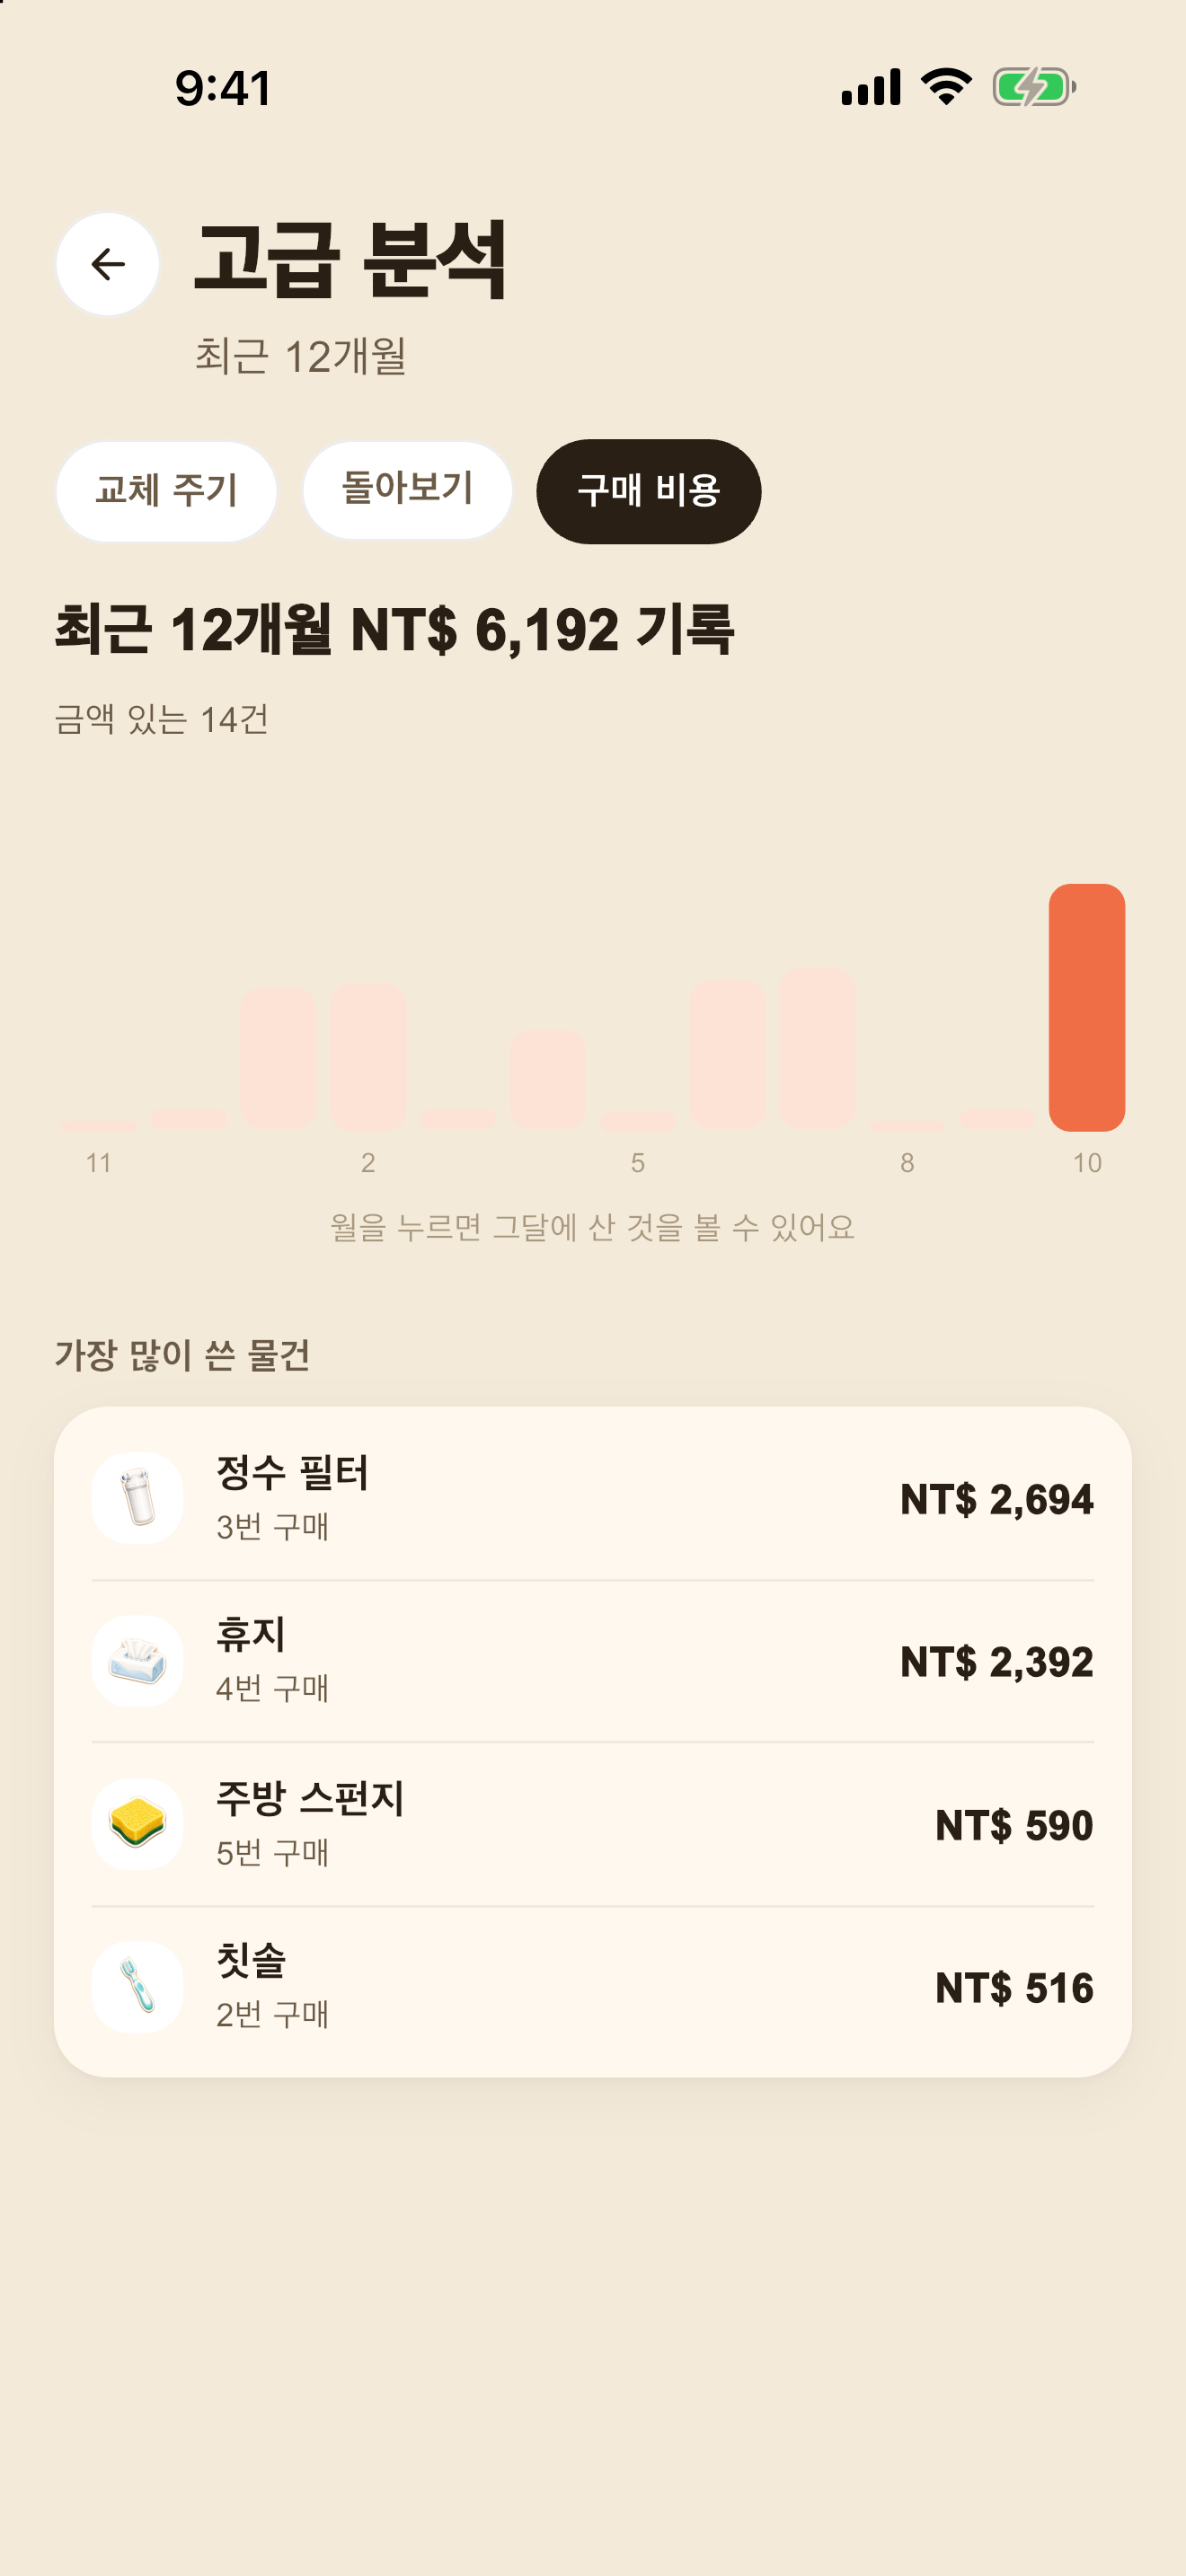 9:41
고급 분석
최근 12개월
교체 주기 돌아보기 구매 비용
최근 12개월 NT$ 6,192 기록
금액 있는 14건
11 2 5 8 10
월을 누르면 그달에 산 것을 볼 수 있어요
가장 많이 쓴 물건
정수 필터
3번 구매
NT$ 2,694
휴지
4번 구매
NT$ 2,392
주방 스펀지
5번 구매
NT$ 590
칫솔
2번 구매
NT$ 516